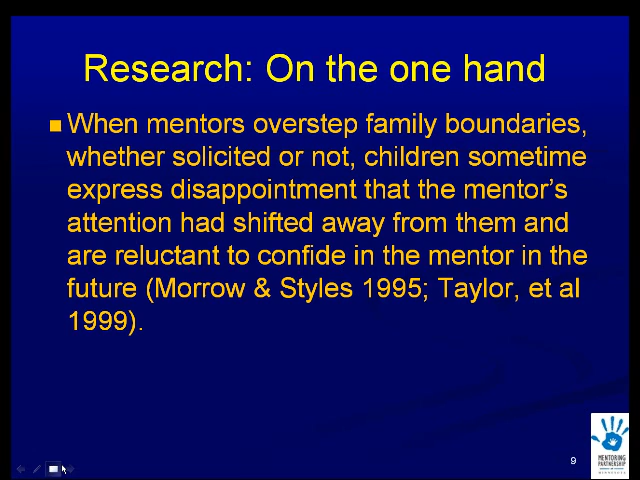 Research: On the one hand
When mentors overstep family boundaries,
whether solicited or not, children sometime
express disappointment that the mentor's
attention had shifted away from them and
are reluctant to confide in the mentor in the
future (Morrow & Styles 1995; Taylor, et al
1999).
9
MENTORING
PARTNERSHIP
MINNESOTA